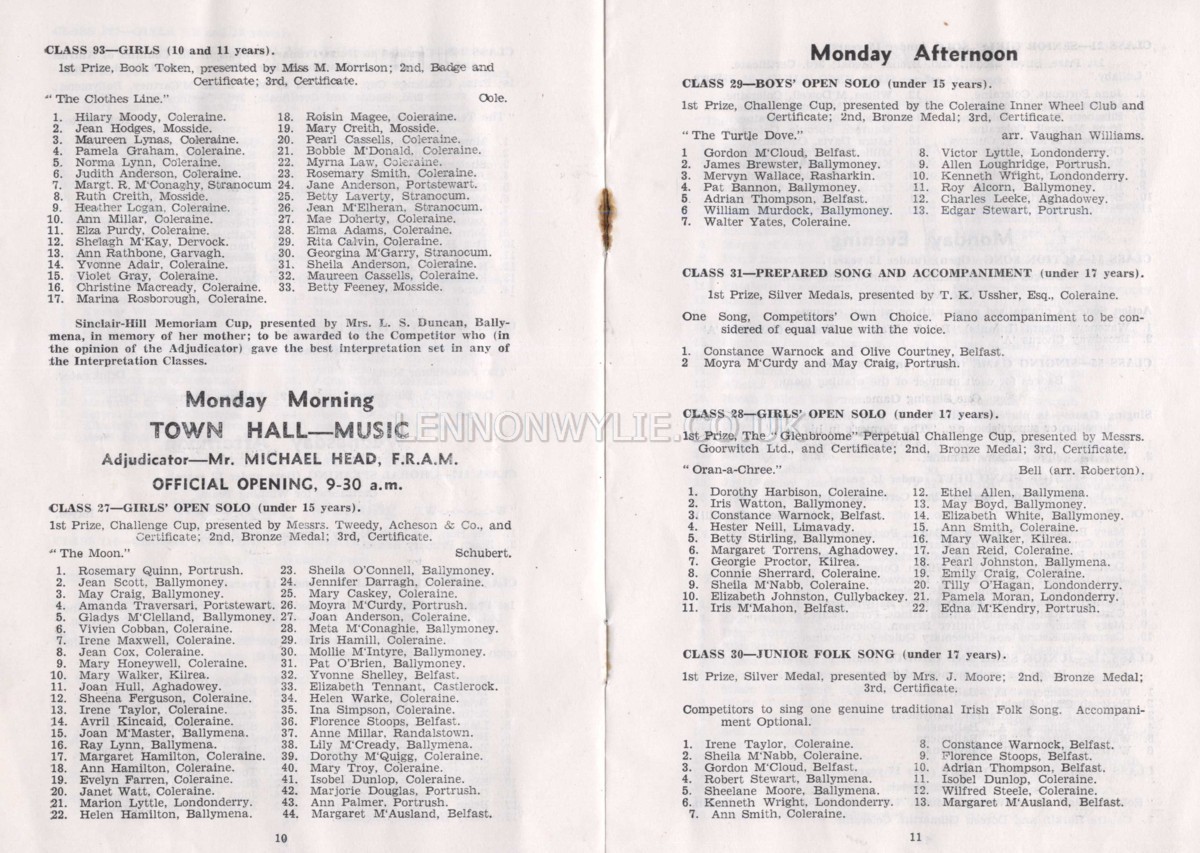 CLASS 93—GIRLS (10 and 11 years).
1st Prize, Book Token, presented by Miss M. Morrison; 2nd, Badge and
Certificate; 3rd, Certificate.
" The Clothes Line." Cole.
1. Hilary Moody, Coleraine.
2. Jean Hodges, Mosside.
3. Maureen Lynas, Coleraine.
4. Pamela Graham, Coleraine.
5. Norma Lynn, Coleraine.
6. Judith Anderson, Coleraine.
7. Margt. R. M'Conaghy, Stranocum
8. Ruth Creith, Mosside.
9. Heather Logan, Coleraine.
10. Ann Millar, Coleraine.
11. Elza Purdy, Coleraine.
12. Shelagh M'Kay, Dervock.
13. Ann Rathbone, Garvagh.
14. Yvonne Adair, Coleraine.
15. Violet Gray, Coleraine.
16. Christine Macready, Coleraine.
17. Marina Rosborough, Coleraine.
18. Roisin Magee, Coleraine.
19. Mary Creith, Mosside.
20. Pearl Cassells, Coleraine.
21. Bobbie M'Donald, Coleraine.
22. Myrna Law, Coleraine.
23. Rosemary Smith, Coleraine.
24. Jane Anderson, Portstewart.
25. Betty Laverty, Stranocum.
26. Jean M'Elheran, Stranocum.
27. Mae Doherty, Coleraine.
28. Elma Adams, Coleraine.
29. Rita Calvin, Coleraine.
30. Georgina M'Garry, Stranocum.
31. Sheila Anderson, Coleraine.
32. Maureen Cassells, Coleraine.
33. Betty Feeney, Mosside.
Sinclair-Hill Memoriam Cup, presented by Mrs. L. S. Duncan, Bally-
mena, in memory of her mother; to be awarded to the Competitor who (in
the opinion of the Adjudicator) gave the best interpretation set in any of
the Interpretation Classes.
Monday Morning
TOWN HALL—MUSIC
Adjudicator—Mr. MICHAEL HEAD, F.R.A.M.
OFFICIAL OPENING, 9-30 a.m.
CLASS 27—GIRLS' OPEN SOLO (under 15 years).
1st Prize, Challenge Cup, presented by Messrs. Tweedy, Acheson & Co., and
Certificate; 2nd, Bronze Medal; 3rd, Certificate.
" The Moon." Schubert.
1. Rosemary Quinn, Portrush.
2. Jean Scott, Ballymoney.
3. May Craig, Ballymoney.
4. Amanda Traversari, Portstewart.
5. Gladys M'Clelland, Ballymoney.
6. Vivien Cobban, Coleraine.
7. Irene Maxwell, Coleraine.
8. Jean Cox, Coleraine.
9. Mary Honeywell, Coleraine.
10. Mary Walker, Kilrea.
11. Joan Hull, Aghadowey.
12. Sheena Ferguson, Coleraine.
13. Irene Taylor, Coleraine.
14. Avril Kincaid, Coleraine.
15. Joan M'Master, Ballymena.
16. Ray Lynn, Ballymena.
17. Margaret Hamilton, Coleraine.
18. Ann Hamilton, Coleraine.
19. Evelyn Farren, Coleraine.
20. Janet Watt, Coleraine.
21. Marion Lyttle, Londonderry.
22. Helen Hamilton, Ballymena.
23. Sheila O'Connell, Ballymena.
24. Jennifer Darragh, Coleraine.
25. Mary Caskey, Coleraine.
26. Moyra M'Curdy, Portrush.
27. Joan Anderson, Coleraine.
28. Meta M'Conaghie, Ballymoney.
29. Iris Hamill, Coleraine.
30. Mollie M'Intyre, Ballymoney.
31. Pat O'Brien, Ballymoney.
32. Yvonne Shelley, Belfast.
33. Elizabeth Tennant, Castlerock.
34. Helen Warke, Coleraine.
35. Ina Simpson, Coleraine.
36. Florence Stoops, Belfast.
37. Anne Millar, Randalstown.
38. Lily M'Cready, Ballymena.
39. Dorothy M'Quigg, Coleraine.
40. Mary Troy, Coleraine.
41. Isobel Dunlop, Coleraine.
42. Marjorie Douglas, Portrush.
43. Ann Palmer, Portrush.
44. Margaret M'Ausland, Belfast.
10
Monday Afternoon
CLASS 29—BOYS' OPEN SOLO (under 15 years).
1st Prize, Challenge Cup, presented by the Coleraine Inner Wheel Club and
Certificate; 2nd, Bronze Medal; 3rd, Certificate.
" The Turtle Dove." arr. Vaughan Williams.
1 Gordon M'Cloud, Belfast.
2. James Brewster, Ballymoney.
3. Mervyn Wallace, Rasharkin.
4. Pat Bannon, Ballymoney.
5 Adrian Thompson, Belfast.
6 William Murdock, Ballymoney.
7. Walter Yates, Coleraine.
8. Victor Lyttle, Londonderry.
9. Allen Loughridge, Portrush.
10. Kenneth Wright, Londonderry.
11. Roy Alcorn, Ballymoney.
12. Charles Leeke, Aghadowey.
13. Edgar Stewart, Portrush.
CLASS 31—PREPARED SONG AND ACCOMPANIMENT (under 17 years).
1st Prize, Silver Medals, presented by T. K. Ussher, Esq., Coleraine.
One Song, Competitors' Own Choice. Piano accompaniment to be con-
sidered of equal value with the voice.
1. Constance Warnock and Olive Courtney, Belfast.
2 Moyra M'Curdy and May Craig, Portrush.
LENNONWYLIE.CO.UK
CLASS 28—GIRLS' OPEN SOLO (under 17 years).
1st Prize, The "Glenbroome" Perpetual Challenge Cup, presented by Messrs.
Goorwitch Ltd., and Certificate; 2nd, Bronze Medal; 3rd, Certificate.
" Oran-a-Chree." Bell (arr. Roberton).
1. Dorothy Harbison, Coleraine.
2. Iris Watton, Ballymoney.
3. Constance Warnock, Belfast.
4. Hester Neill, Limavady.
5. Betty Stirling, Ballymoney.
6. Margaret Torrens, Aghadowey.
7. Georgie Proctor, Kilrea.
8. Connie Sherrard, Coleraine.
9. Sheila M'Nabb, Coleraine.
10. Elizabeth Johnston, Cullybackey.
11. Iris M'Mahon, Belfast.
12. Ethel Allen, Ballymena.
13. May Boyd, Ballymoney.
14. Elizabeth White, Ballymoney.
15. Ann Smith, Coleraine.
16. Mary Walker, Kilrea.
17. Jean Reid, Coleraine.
18. Pearl Johnston, Ballymena.
19. Emily Craig, Coleraine.
20. Tilly O'Hagan, Londonderry.
21. Pamela Moran, Londonderry.
22. Edna M'Kendry, Portrush.
CLASS 30—JUNIOR FOLK SONG (under 17 years).
1st Prize, Silver Medal, presented by Mrs. J. Moore; 2nd, Bronze Medal;
3rd, Certificate.
Competitors to sing one genuine traditional Irish Folk Song. Accompani-
ment Optional.
1. Irene Taylor, Coleraine.
2. Sheila M'Nabb, Coleraine.
3. Gordon M'Cloud, Belfast.
4. Robert Stewart, Ballymena.
5. Sheelane Moore, Ballymena.
6. Kenneth Wright, Londonderry.
7. Ann Smith, Coleraine.
8. Constance Warnock, Belfast.
9. Florence Stoops, Belfast.
10. Adrian Thompson, Belfast.
11. Isobel Dunlop, Coleraine.
12 Wilfred Steele, Coleraine.
13. Margaret M'Ausland, Belfast.
11